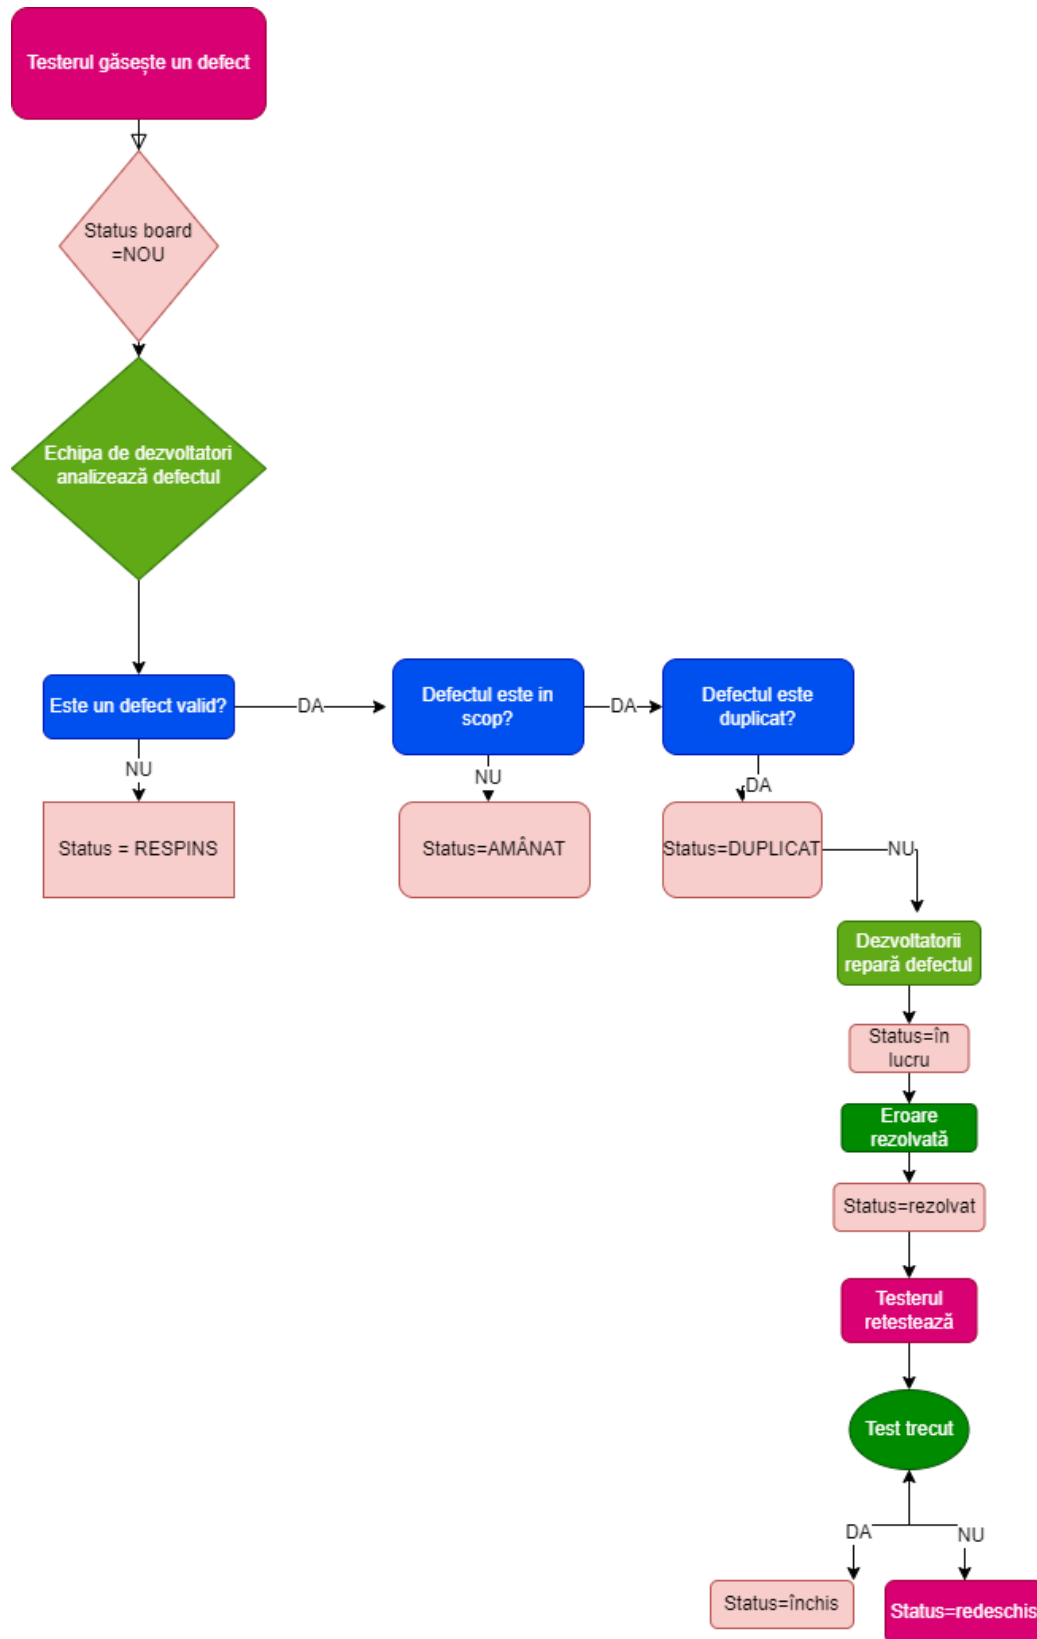 Testerul găsește un defect
Status board
=NOU
Echipa de dezvoltatori
analizează defectul
Este un defect valid?
DA
Defectul este in
scop?
DA
Defectul este
duplicat?
NU
NU
DA
Status = RESPINS
Status=AMÂNAT
Status=DUPLICAT
NU
Dezvoltatorii
repară defectul
Status=în
lucru
Eroare
rezolvată
Status=rezolvat
Testerul
retestează
Test trecut
DA
NU
Status=închis
Status=redeschis